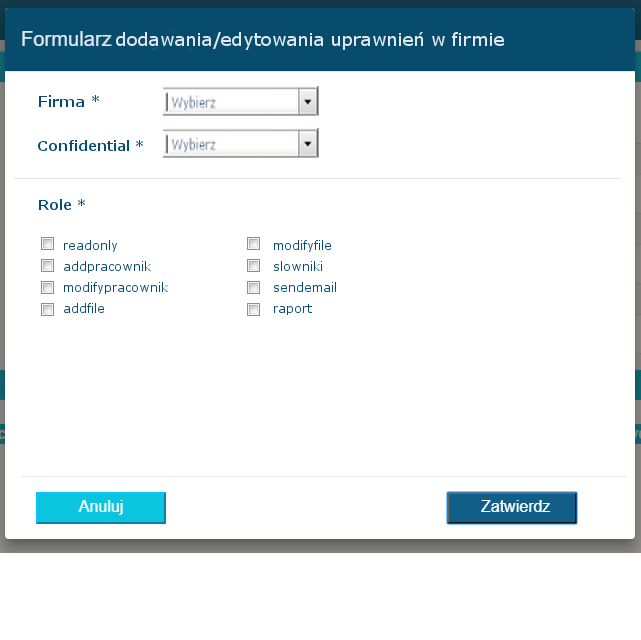 Formularz dodawania/edytowania uprawnień w firmie
Firma * Wybierz
Confidential * Wybierz
Role *
readonly modifyfile
addpracownik slowniki
modifypracownik sendemail
addfile raport
Anuluj Zatwierdz